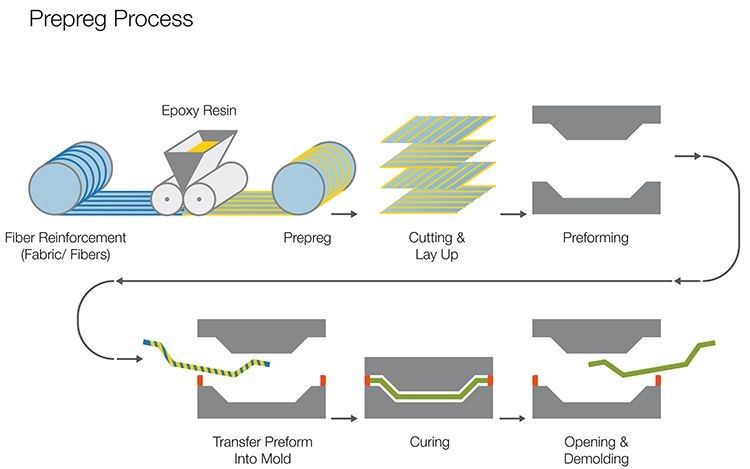 Prepreg Process
Epoxy Resin
Fiber Reinforcement
(Fabric/ Fibers)
Prepreg
Cutting &
Lay Up
Preforming
Transfer Preform
Into Mold
Curing
Opening &
Demolding